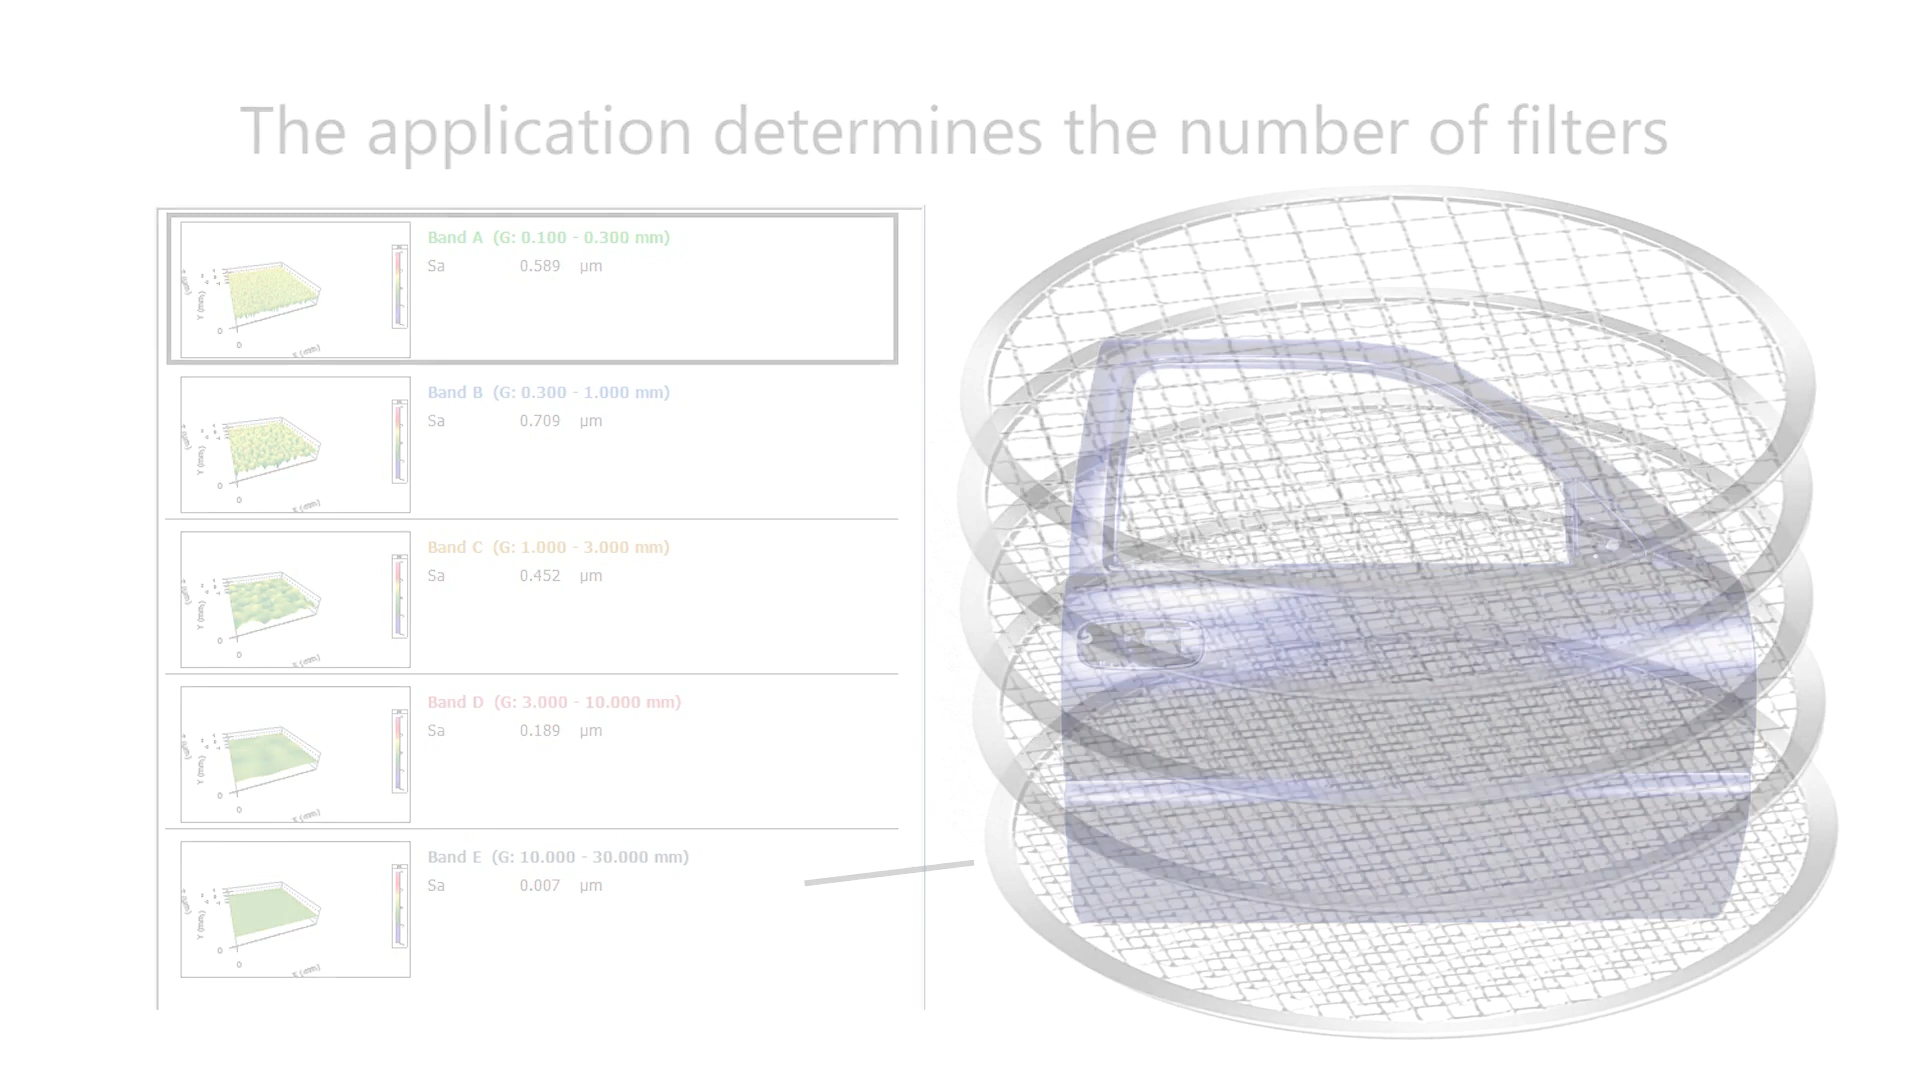 The application determines the number of filters
Band A (G: 0.100 - 0.300 mm)
Sa 0.589 µm
Band B (G: 0.300 - 1.000 mm)
Sa 0.709 µm
Band C (G: 1.000 - 3.000 mm)
Sa 0.452 µm
Band D (G: 3.000 - 10.000 mm)
Sa 0.189 µm
Band E (G: 10.000 - 30.000 mm)
Sa 0.007 µm